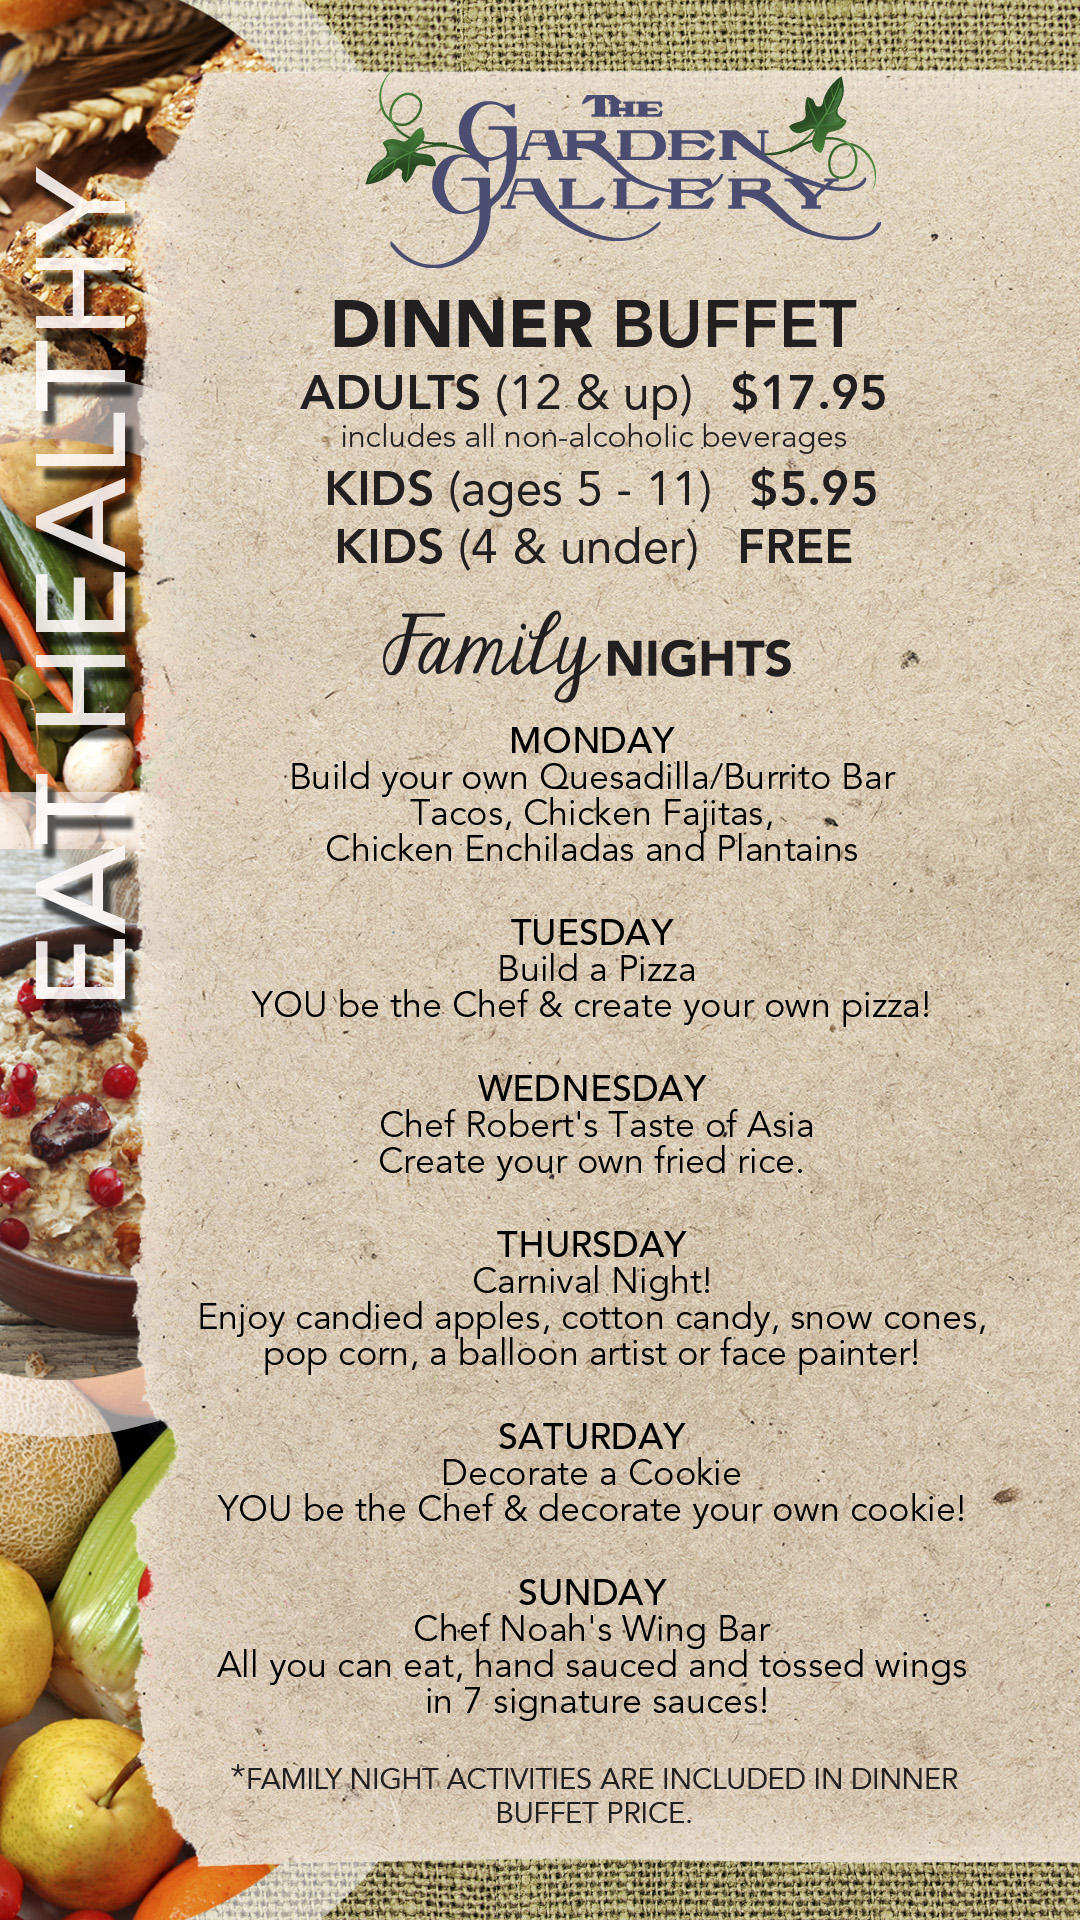 THE
GARDEN
GALLERY
DINNER BUFFET
ADULTS (12 & up) $17.95
includes all non-alcoholic beverages
KIDS (ages 5 - 11) $5.95
KIDS (4 & under) FREE
Family NIGHTS
MONDAY
Build your own Quesadilla/Burrito Bar
Tacos, Chicken Fajitas,
Chicken Enchiladas and Plantains
TUESDAY
Build a Pizza
YOU be the Chef & create your own pizza!
WEDNESDAY
Chef Robert's Taste of Asia
Create your own fried rice.
THURSDAY
Carnival Night!
Enjoy candied apples, cotton candy, snow cones,
pop corn, a balloon artist or face painter!
SATURDAY
Decorate a Cookie
YOU be the Chef & decorate your own cookie!
SUNDAY
Chef Noah's Wing Bar
All you can eat, hand sauced and tossed wings
in 7 signature sauces!
*FAMILY NIGHT ACTIVITIES ARE INCLUDED IN DINNER
BUFFET PRICE.
EAT HEALTHY